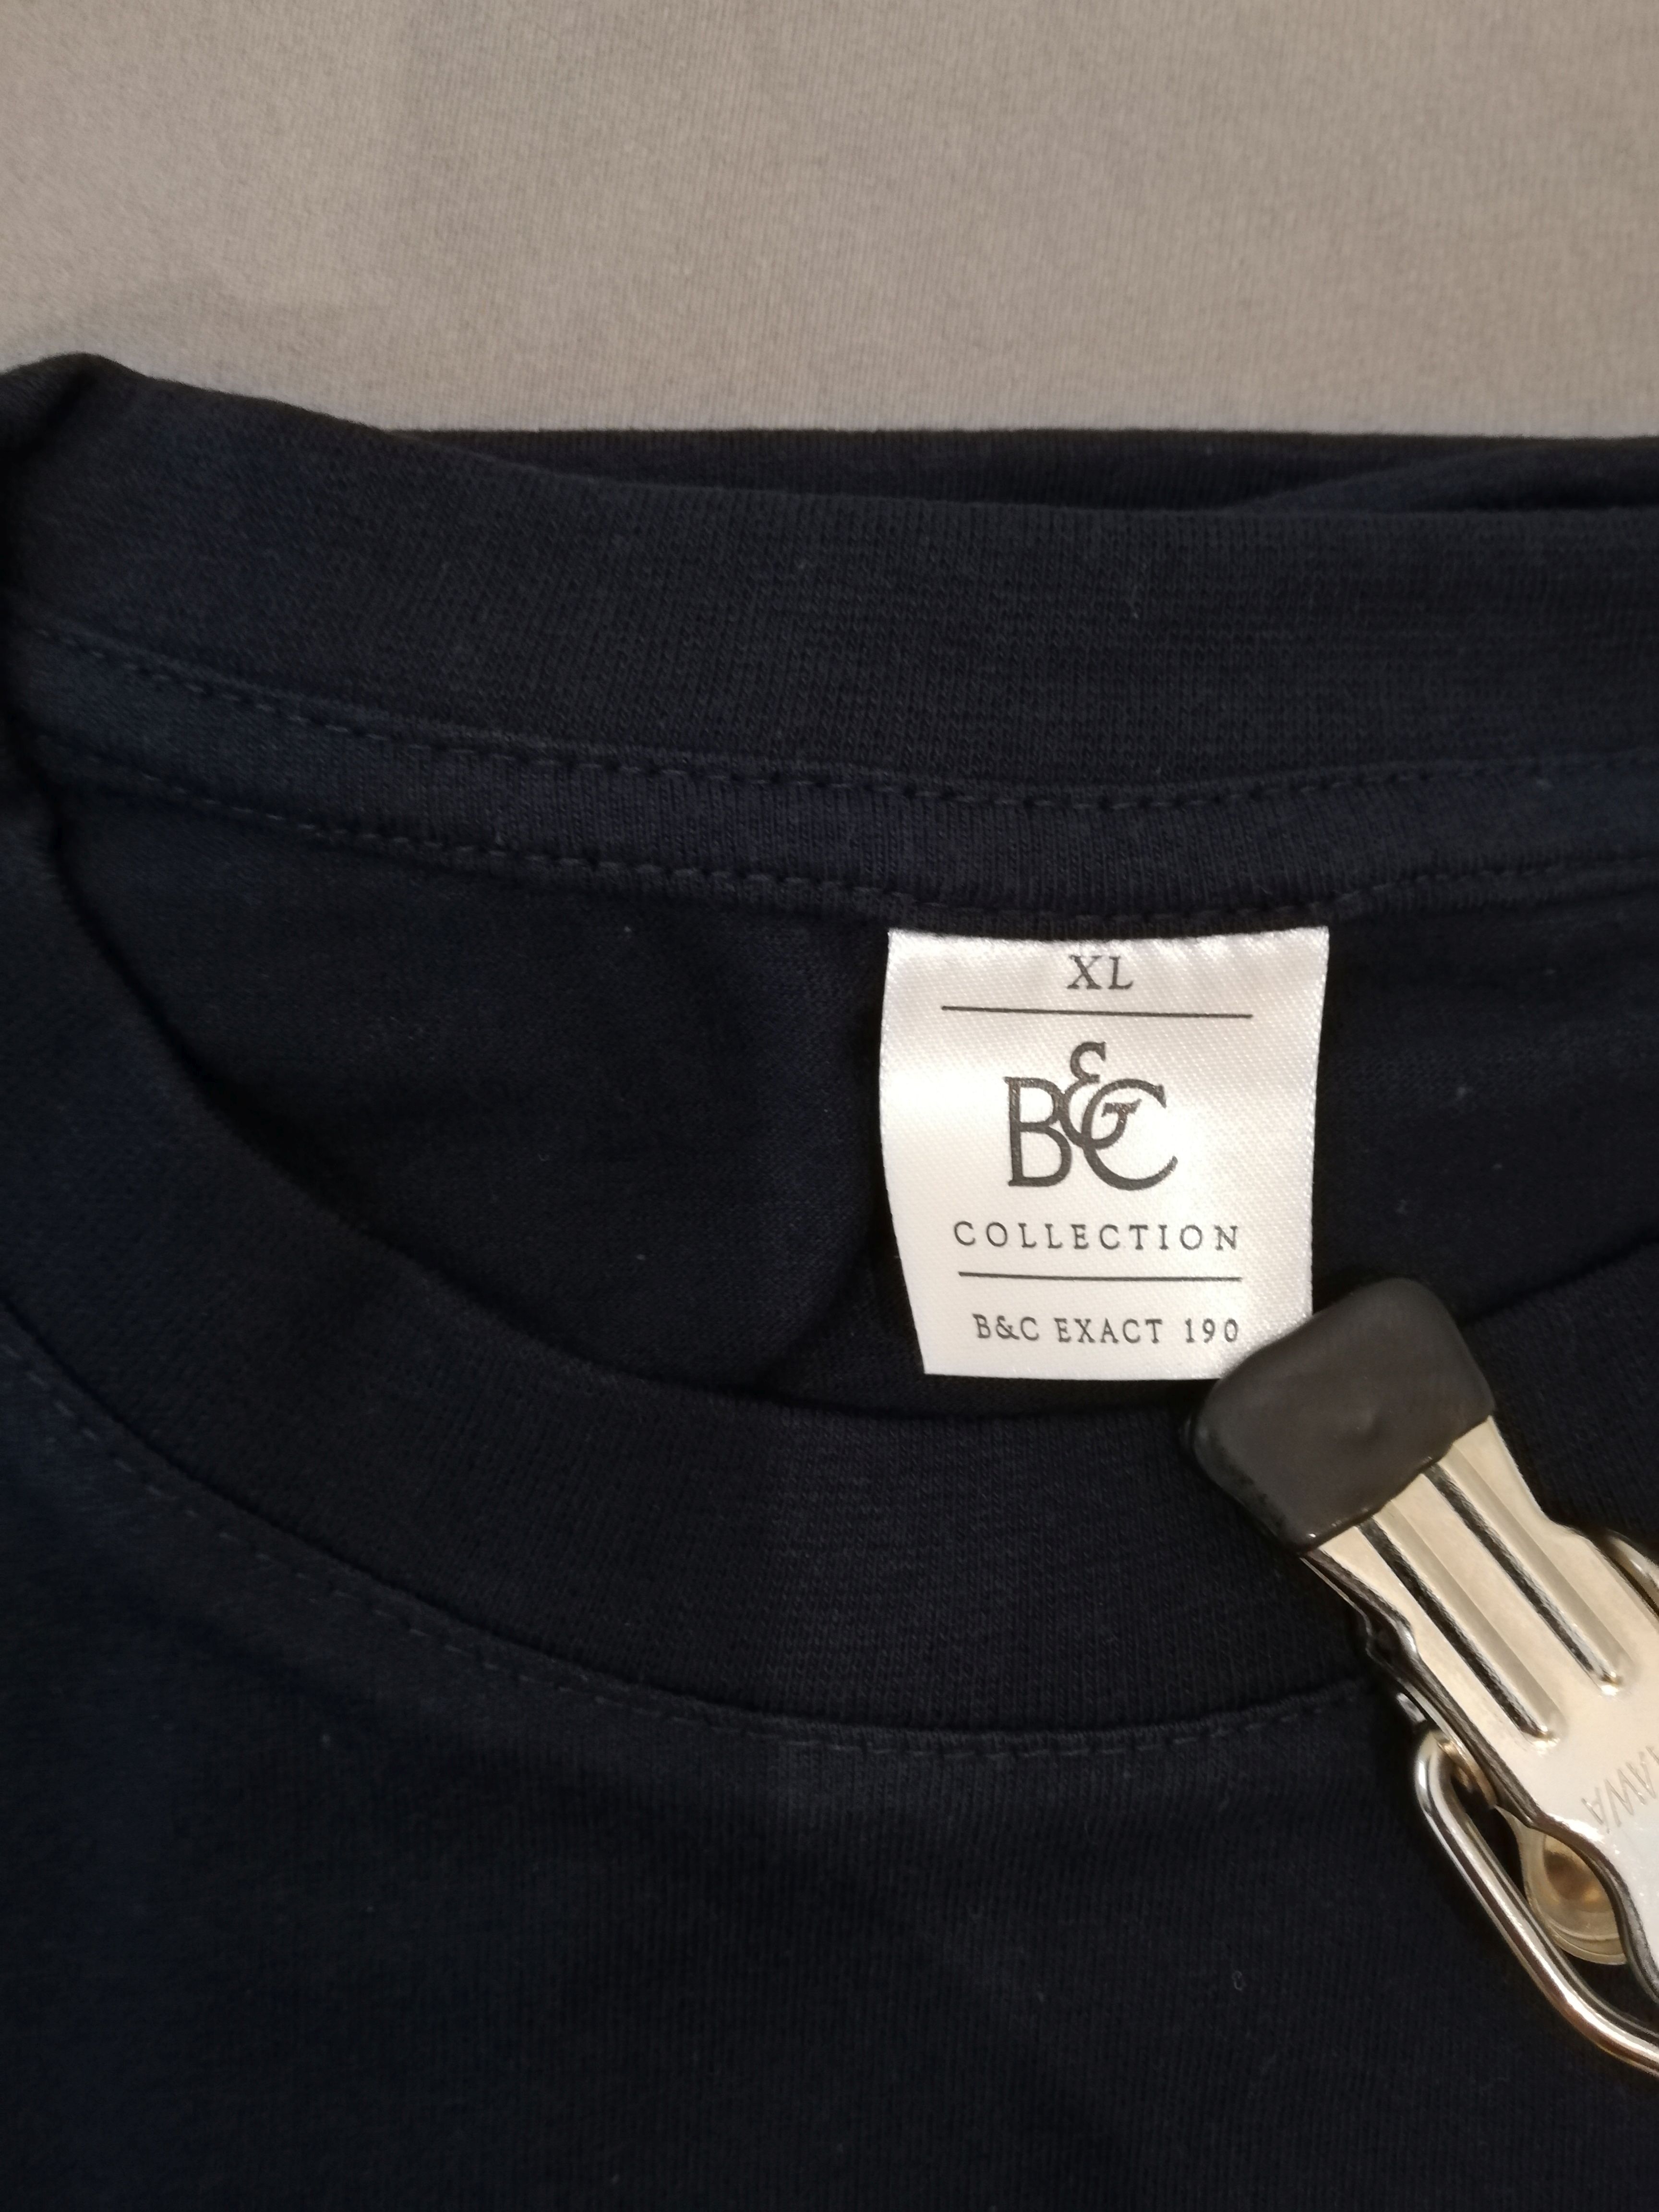 XL
B&C
COLLECTION
B&C EXACT 190